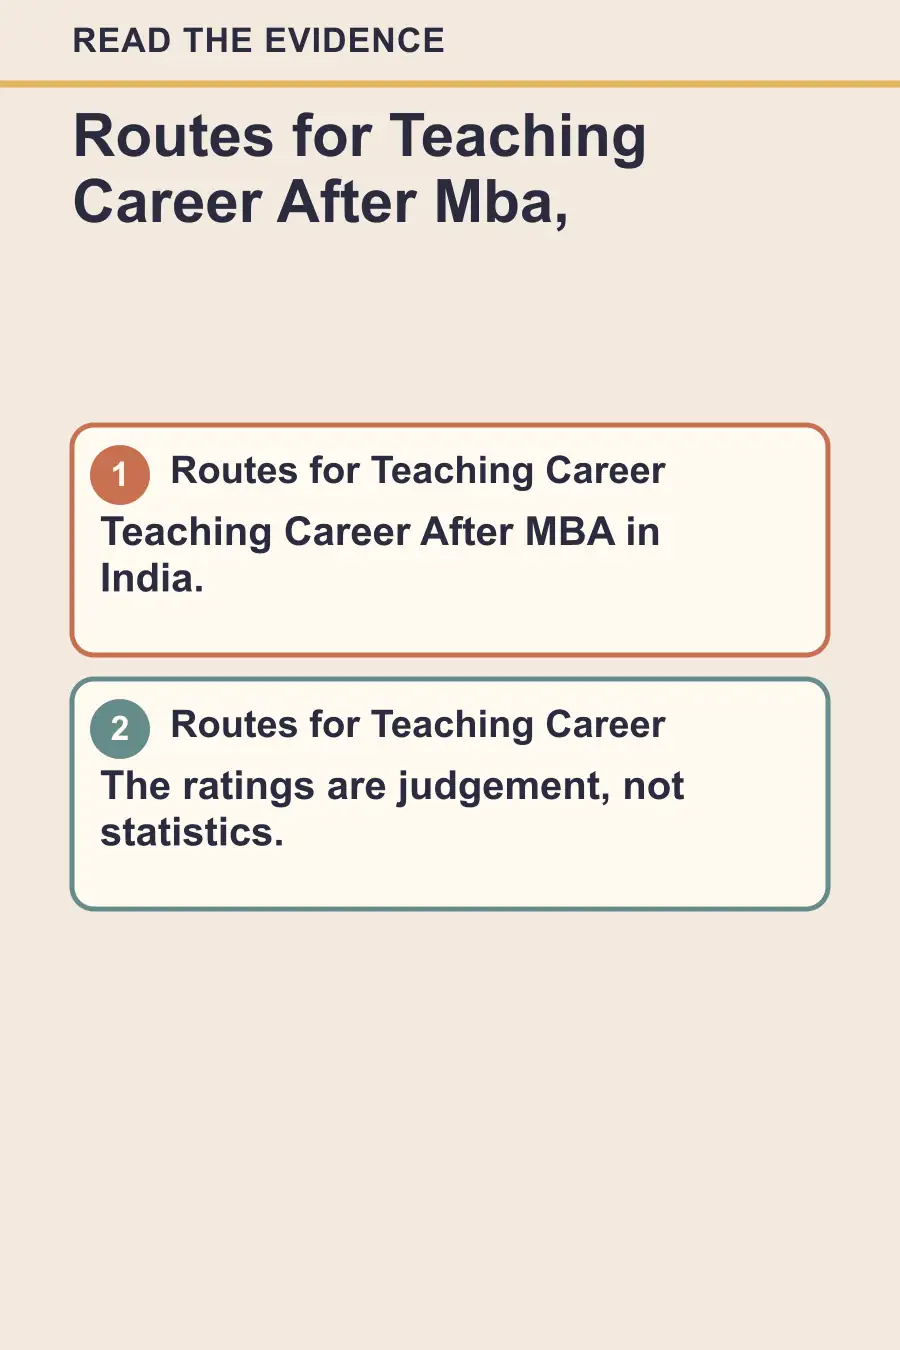 READ THE EVIDENCE
Routes for Teaching
Career After Mba,
1 Routes for Teaching Career
Teaching Career After MBA in
India.
2 Routes for Teaching Career
The ratings are judgement, not
statistics.